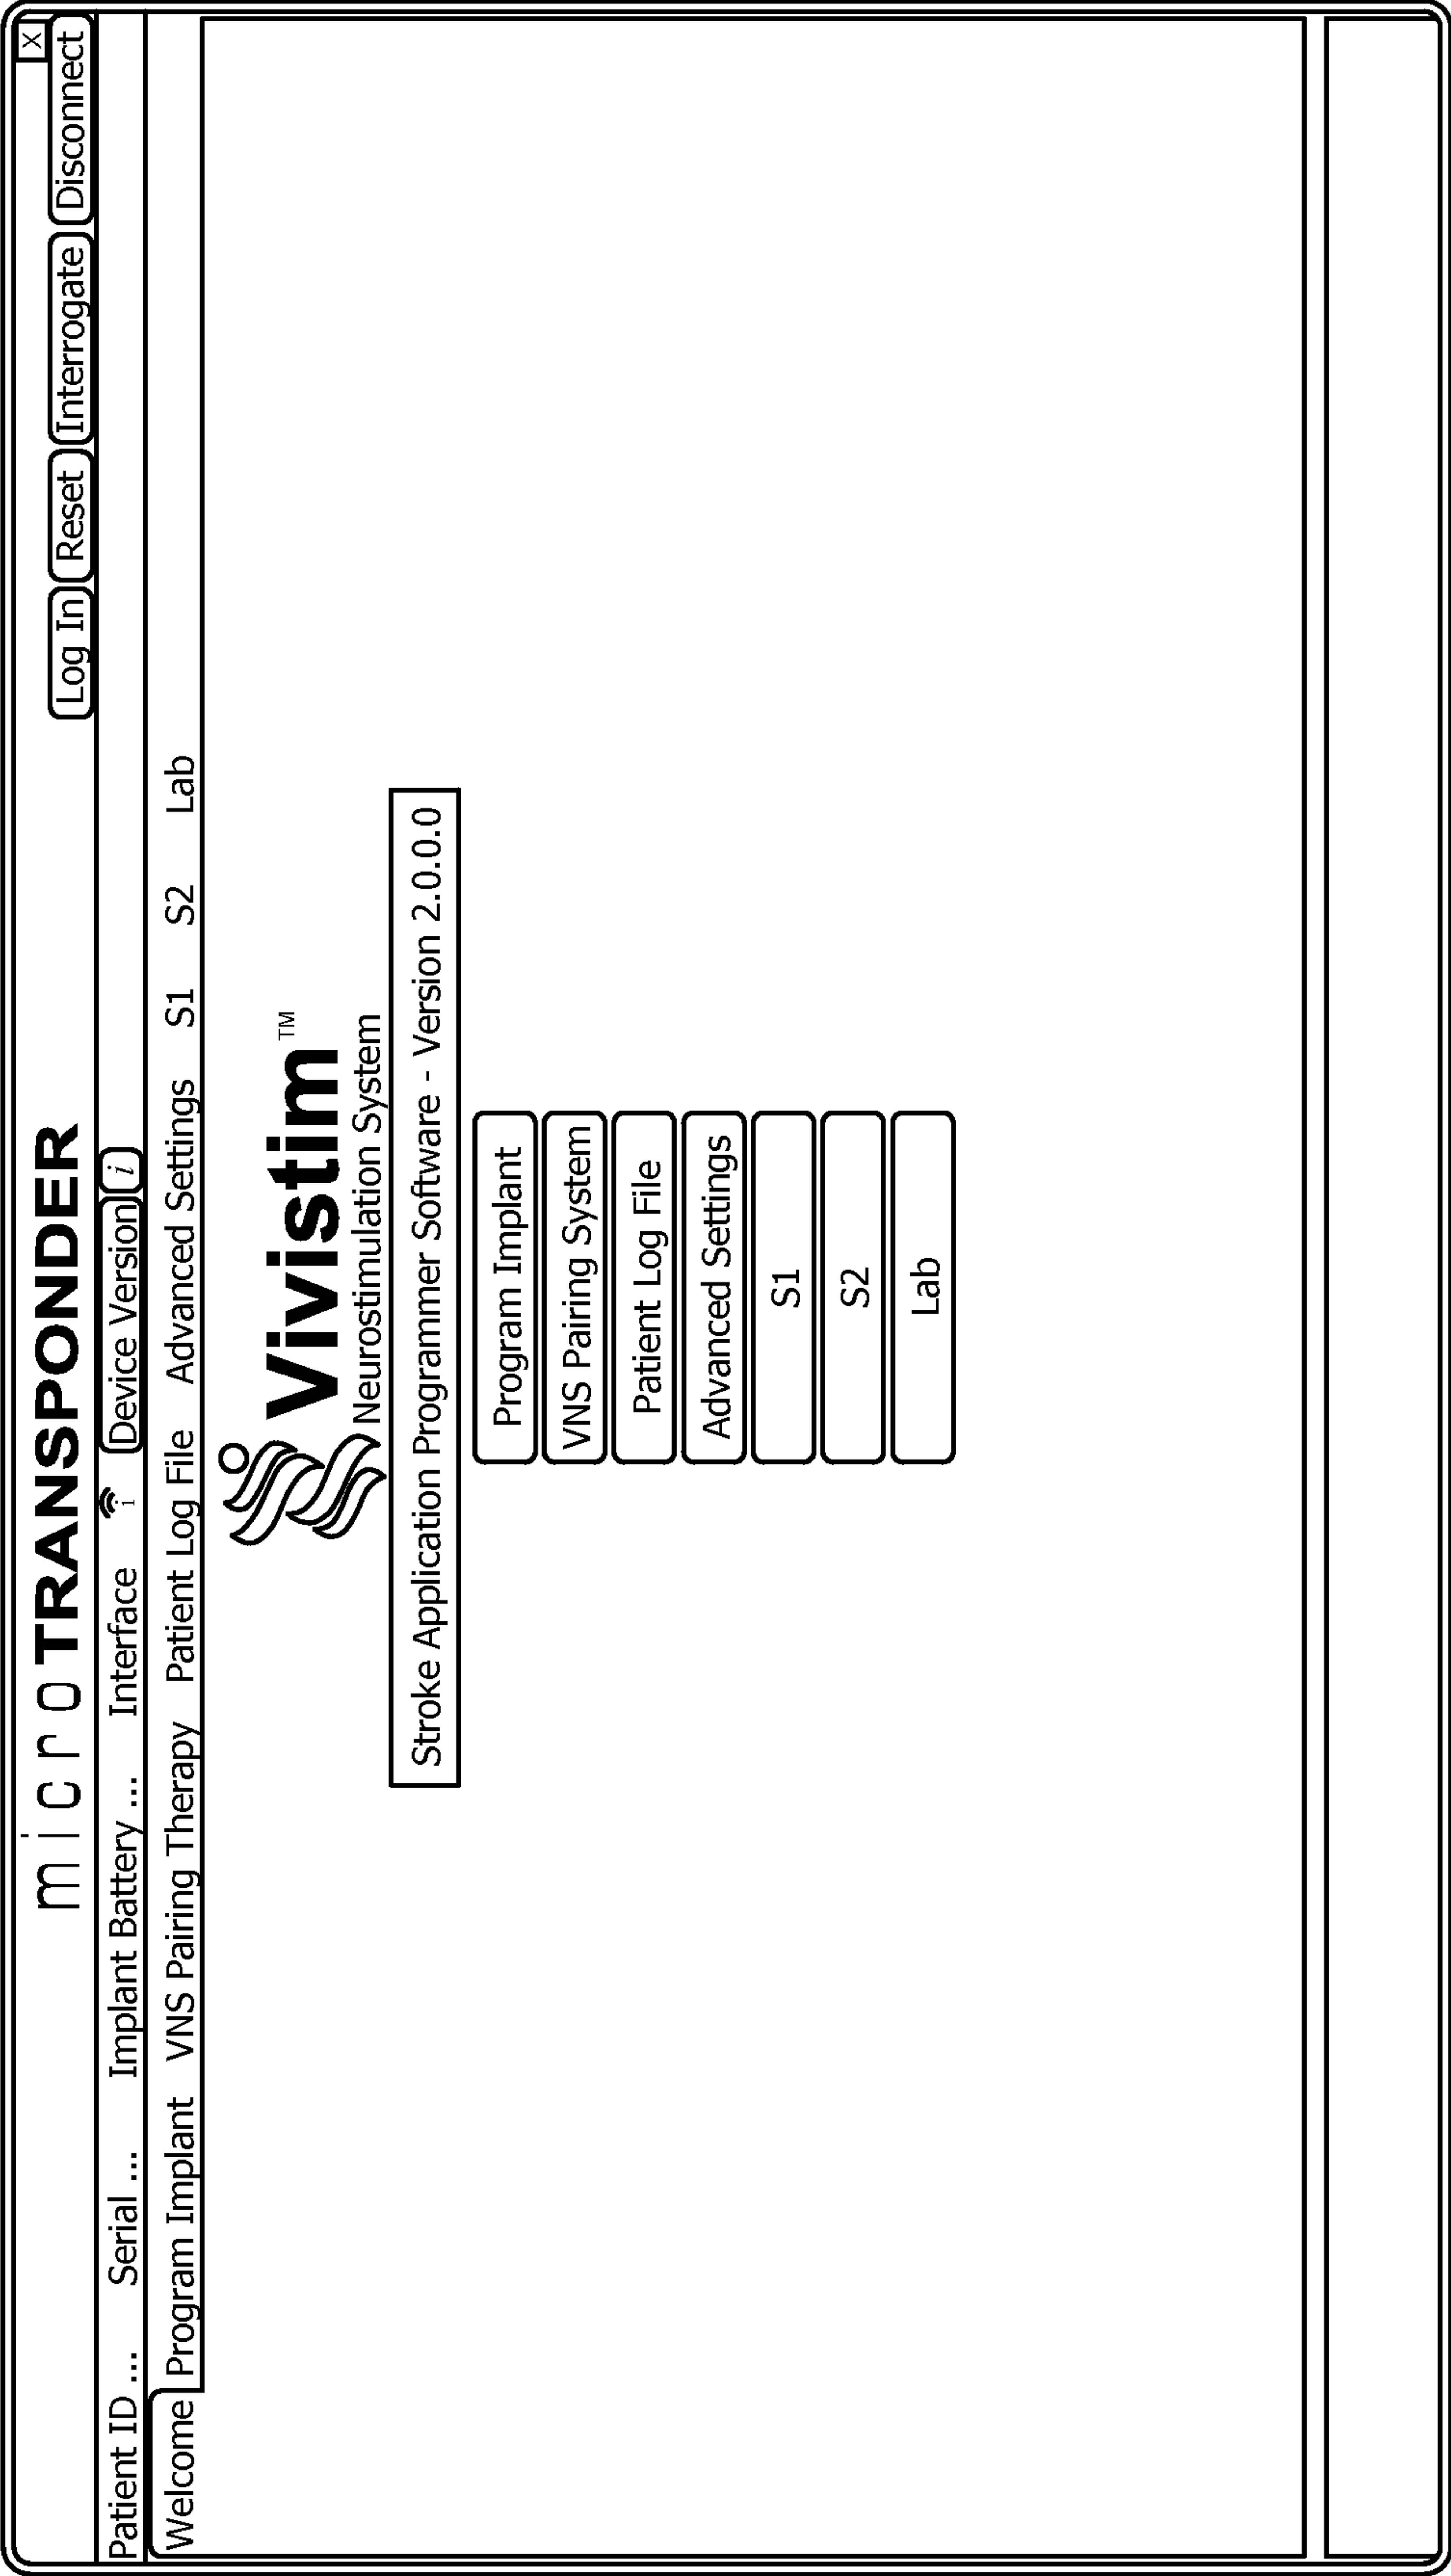 X
microTRANSPONDER
Log In Reset Interrogate Disconnect
Patient ID ... Serial ... Implant Battery ... Interface i Device Version i
Welcome Program Implant VNS Pairing Therapy Patient Log File Advanced Settings S1 S2 Lab
Vivistim™
Neurostimulation System
Stroke Application Programmer Software - Version 2.0.0.0
Program Implant
VNS Pairing System
Patient Log File
Advanced Settings
S1
S2
Lab